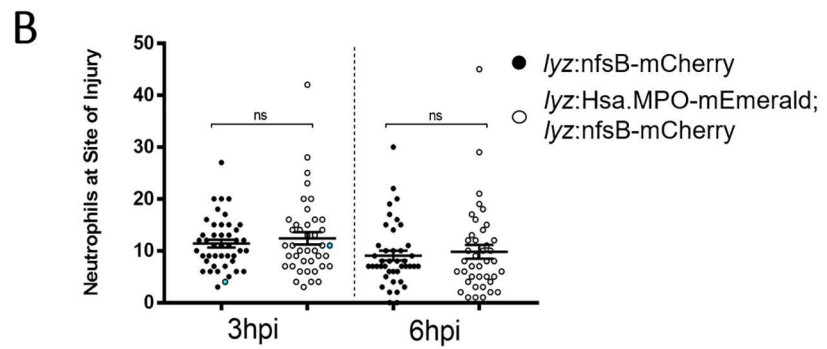 B
Neutrophils at Site of Injury
50
40
30
20
10
0
ns
ns
3hpi
6hpi
lyz:nfsB-mCherry
lyz:Hsa.MPO-mEmerald;
lyz:nfsB-mCherry